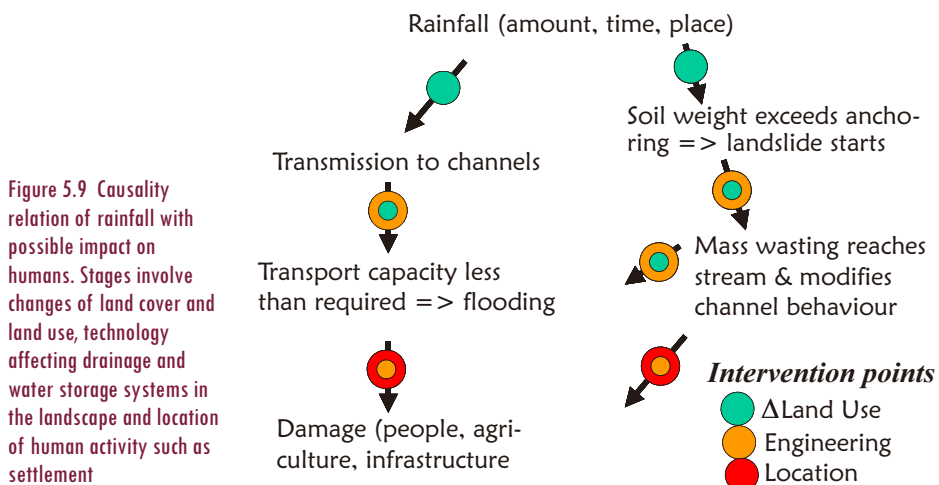 Rainfall (amount, time, place)
Soil weight exceeds ancho-
ring => landslide starts
Transmission to channels
Figure 5.9 Causality
relation of rainfall with
possible impact on
humans. Stages involve
changes of land cover and
land use, technology
affecting drainage and
water storage systems in
the landscape and location
of human activity such as
settlement
Transport capacity less
than required => flooding
Mass wasting reaches
stream & modifies
channel behaviour
Damage (people, agri-
culture, infrastructure
Intervention points
ΔLand Use
Engineering
Location